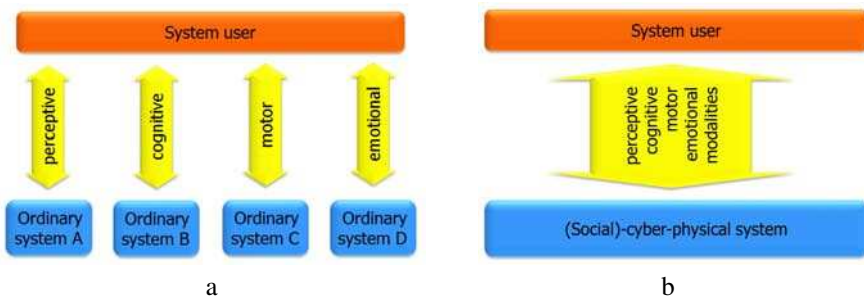 System user
perceptive
cognitive
motor
emotional
Ordinary
system A
Ordinary
system B
Ordinary
system C
Ordinary
system D
a
System user
perceptive
cognitive
motor
emotional
modalities
(Social)-cyber-physical system
b